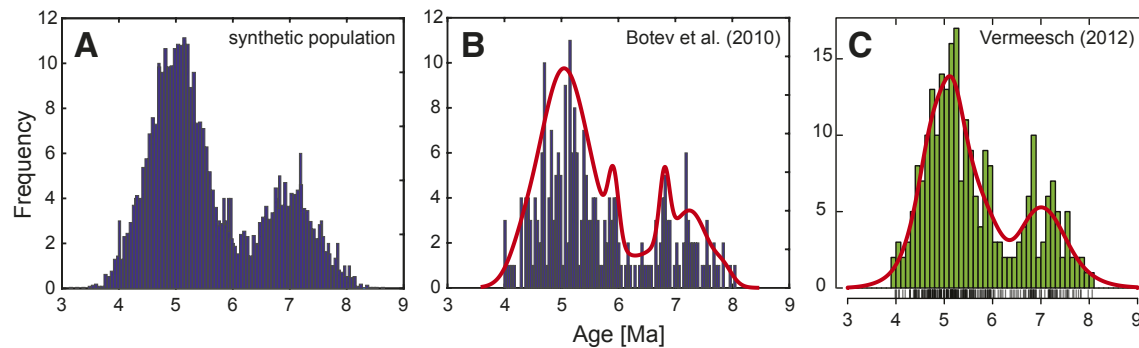 A
synthetic population
Frequency
12
10
8
6
4
2
0
3 4 5 6 7 8 9
B
Botev et al. (2010)
12
10
8
6
4
2
0
3 4 5 6 7 8 9
Age [Ma]
C
Vermeesch (2012)
15
10
5
0
3 4 5 6 7 8 9